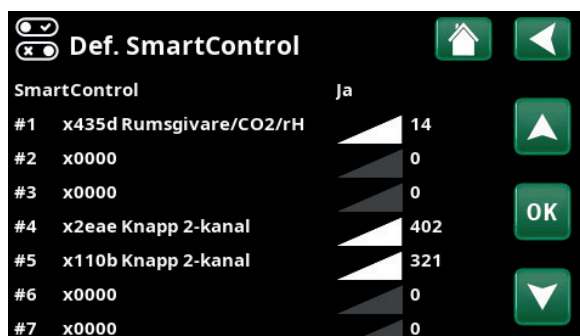 Def. SmartControl
SmartControl Ja
#1 x435d Rumsgivare/CO2/rH 14
#2 x0000 0
#3 x0000 0
#4 x2eae Knapp 2-kanal 402
#5 x110b Knapp 2-kanal 321
#6 x0000 0
#7 x0000 0
OK